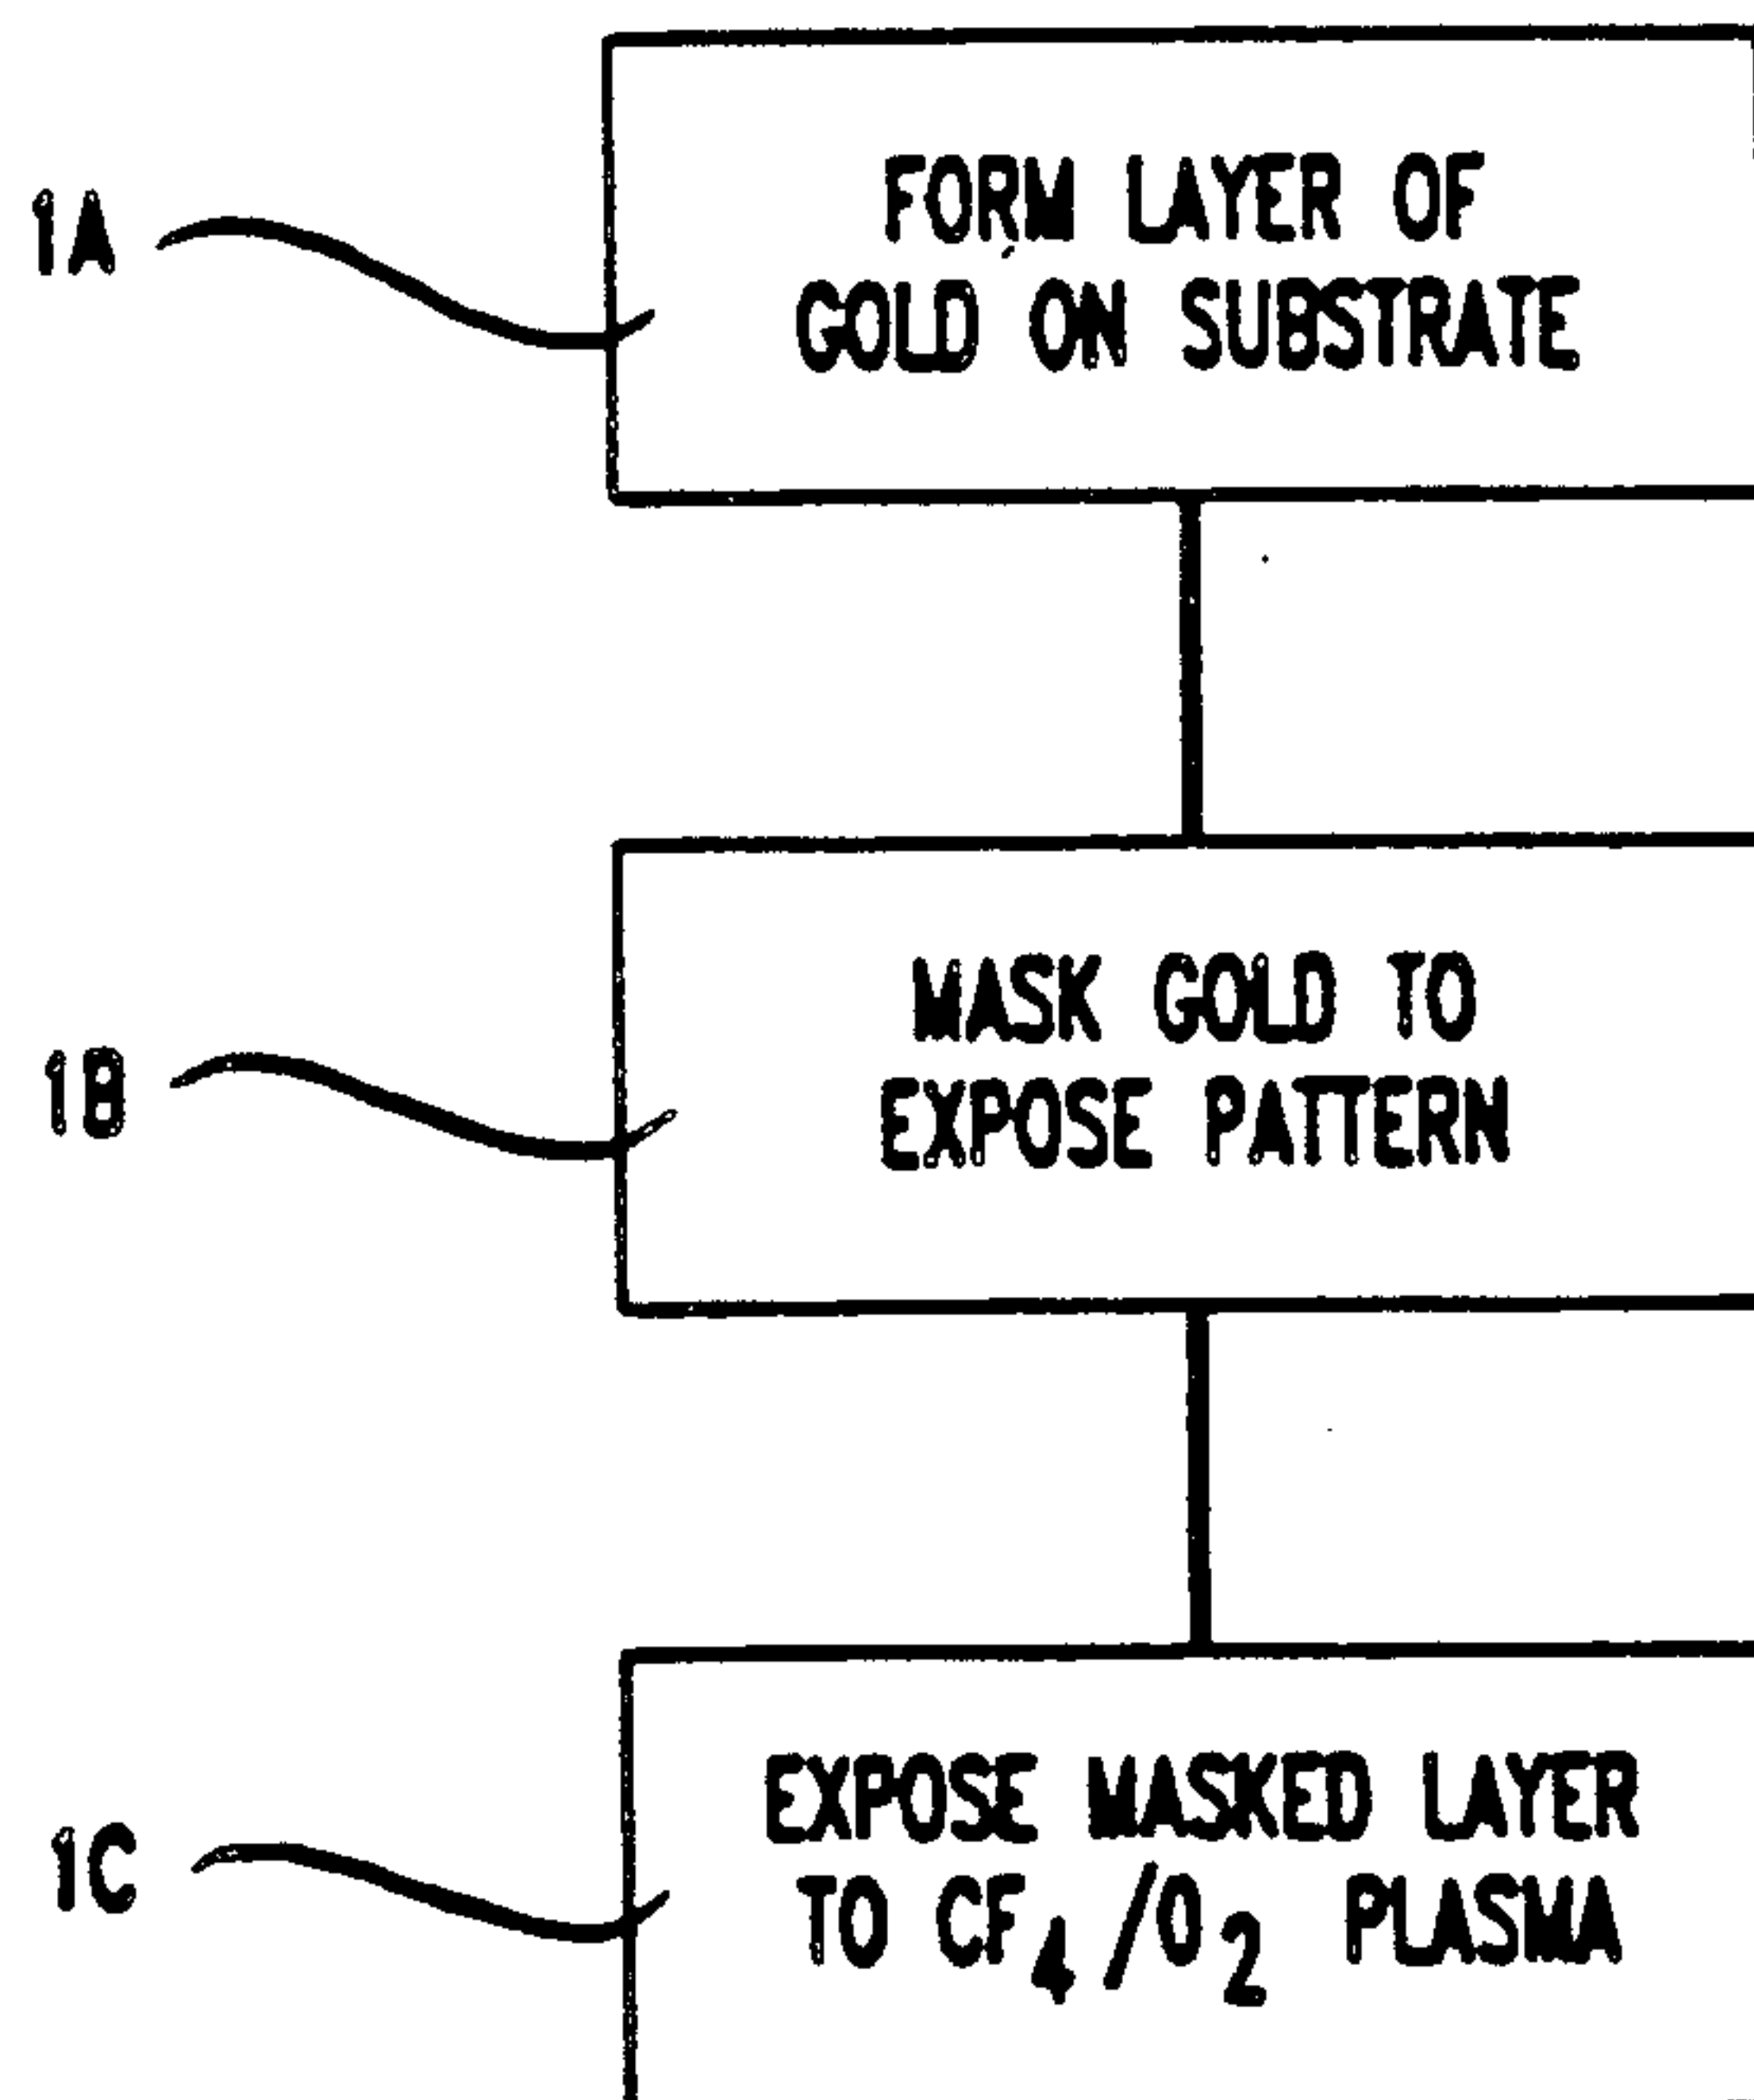 1A
FORM LAYER OF
GOLD ON SUBSTRATE
1B
MASK GOLD TO
EXPOSE PATTERN
1C
EXPOSE MASKED LAYER
TO CF₄/O₂ PLASMA